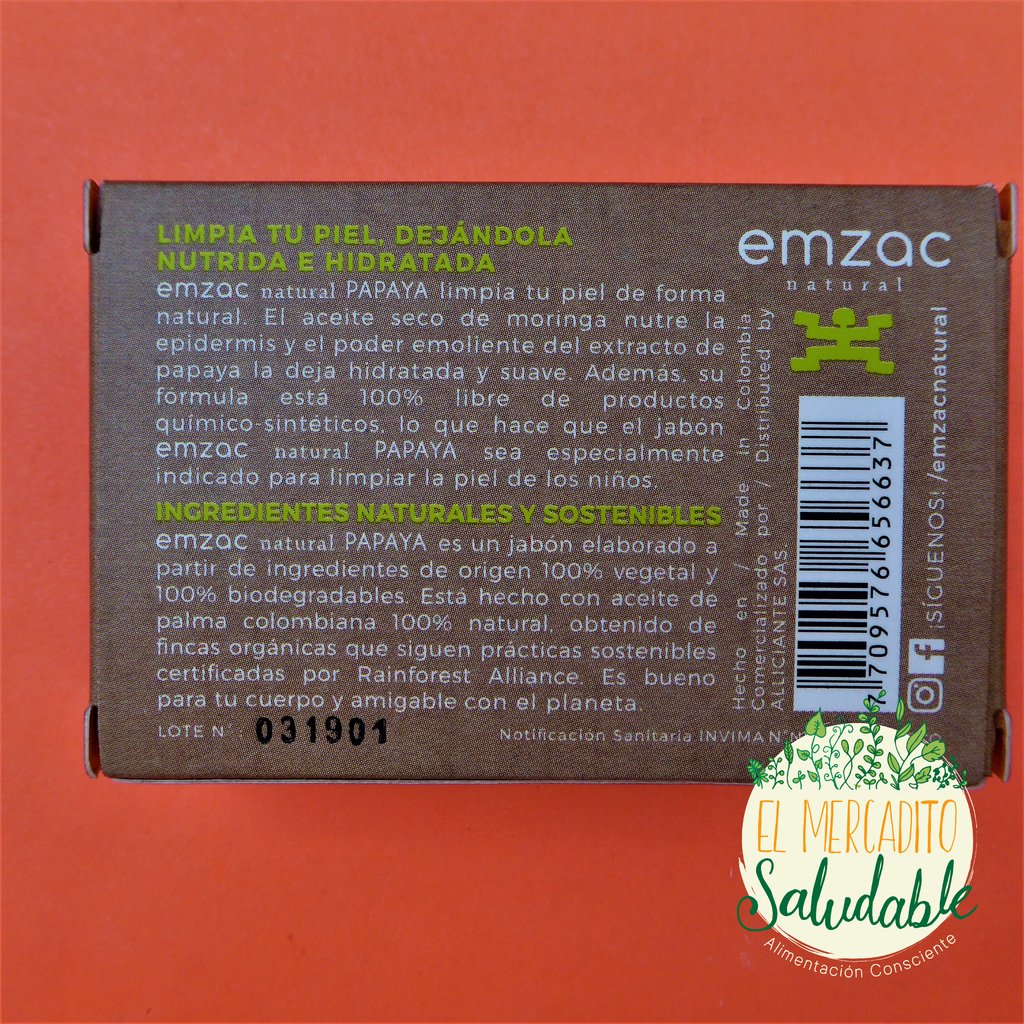 LIMPIA TU PIEL, DEJÁNDOLA
NUTRIDA E HIDRATADA
emzac natural PAPAYA limpia tu piel de forma
natural. El aceite seco de moringa nutre la
epidermis y el poder emoliente del extracto de
papaya la deja hidratada y suave. Además, su
fórmula está 100% libre de productos
químico-sintéticos, lo que hace que el jabón
emzac natural PAPAYA sea especialmente
indicado para limpiar la piel de los niños.
INGREDIENTES NATURALES Y SOSTENIBLES
emzac natural PAPAYA es un jabón elaborado a
partir de ingredientes de origen 100% vegetal y
100% biodegradables. Está hecho con aceite de
palma colombiana 100% natural, obtenido de
fincas orgánicas que siguen prácticas sostenibles
certificadas por Rainforest Alliance. Es bueno
para tu cuerpo y amigable con el planeta.
LOTE N° 031901
Notificación Sanitaria INVIMA N°
emzac
natural
Hecho en / Made in Colombia
Comercializado por / Distributed by
ALLICIANTE SAS
7 709576 656637
¡SÍGUENOS! /emzacnatural
EL MERCADITO
Saludable
Alimentación Consciente